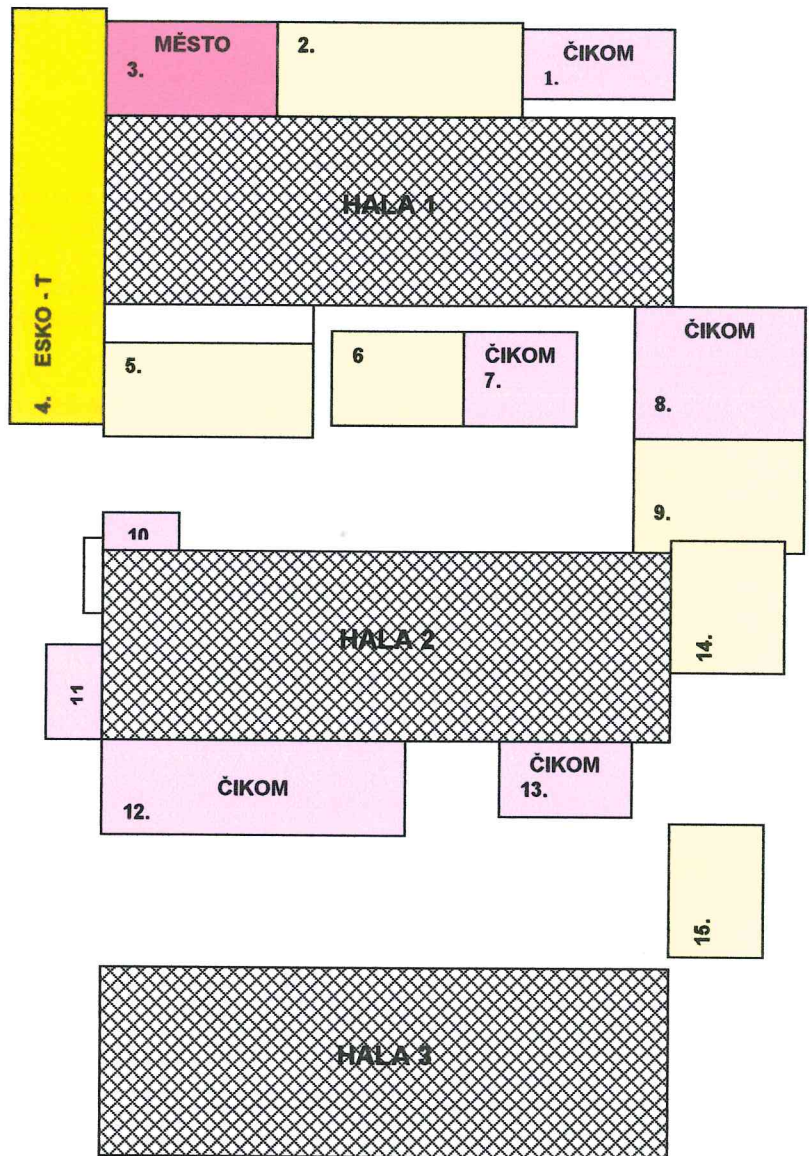 MĚSTO
3.
2.
ČIKOM
1.
HALA 1
4. ESKO - T
5.
6
ČIKOM
7.
ČIKOM
8.
9.
10
HALA 2
14.
11
ČIKOM
12.
ČIKOM
13.
15.
HALA 3